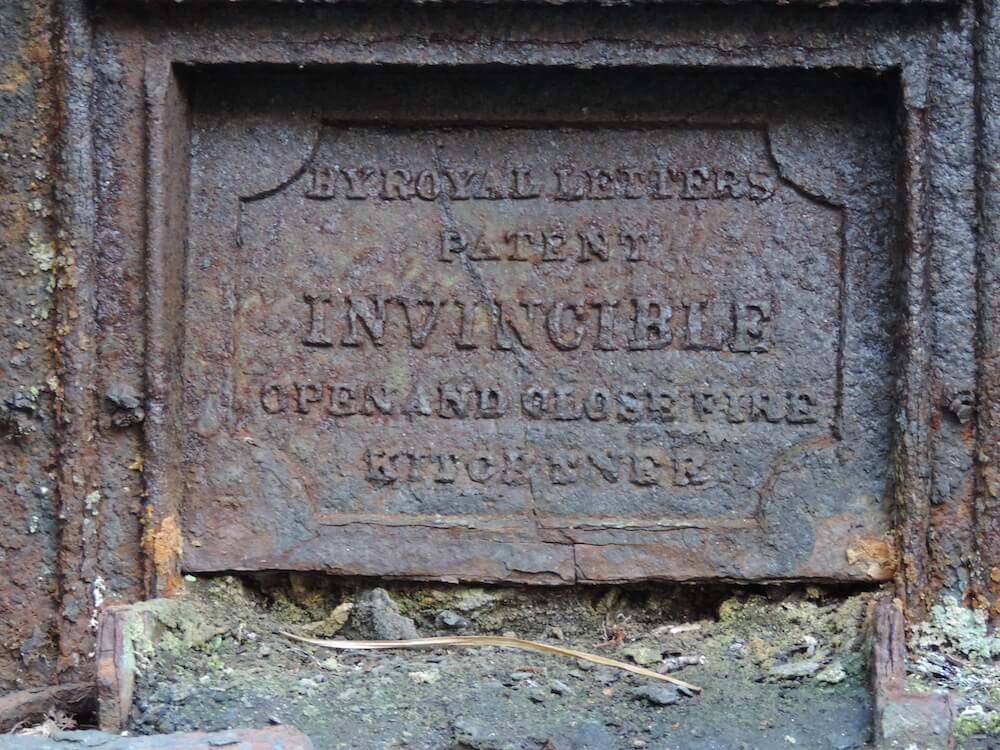 BY ROYAL LETTERS
PATENT
INVINCIBLE
OPEN AND CLOSE FIRE
KITCHENER